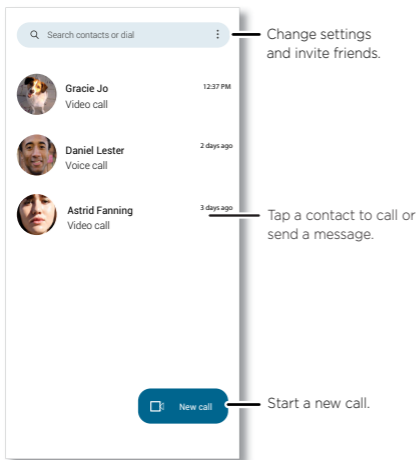 Search contacts or dial
Change settings
and invite friends.
Gracie Jo
12:37 PM
Video call
Daniel Lester
2 days ago
Voice call
Astrid Fanning
3 days ago
Video call
Tap a contact to call or
send a message.
New call
Start a new call.